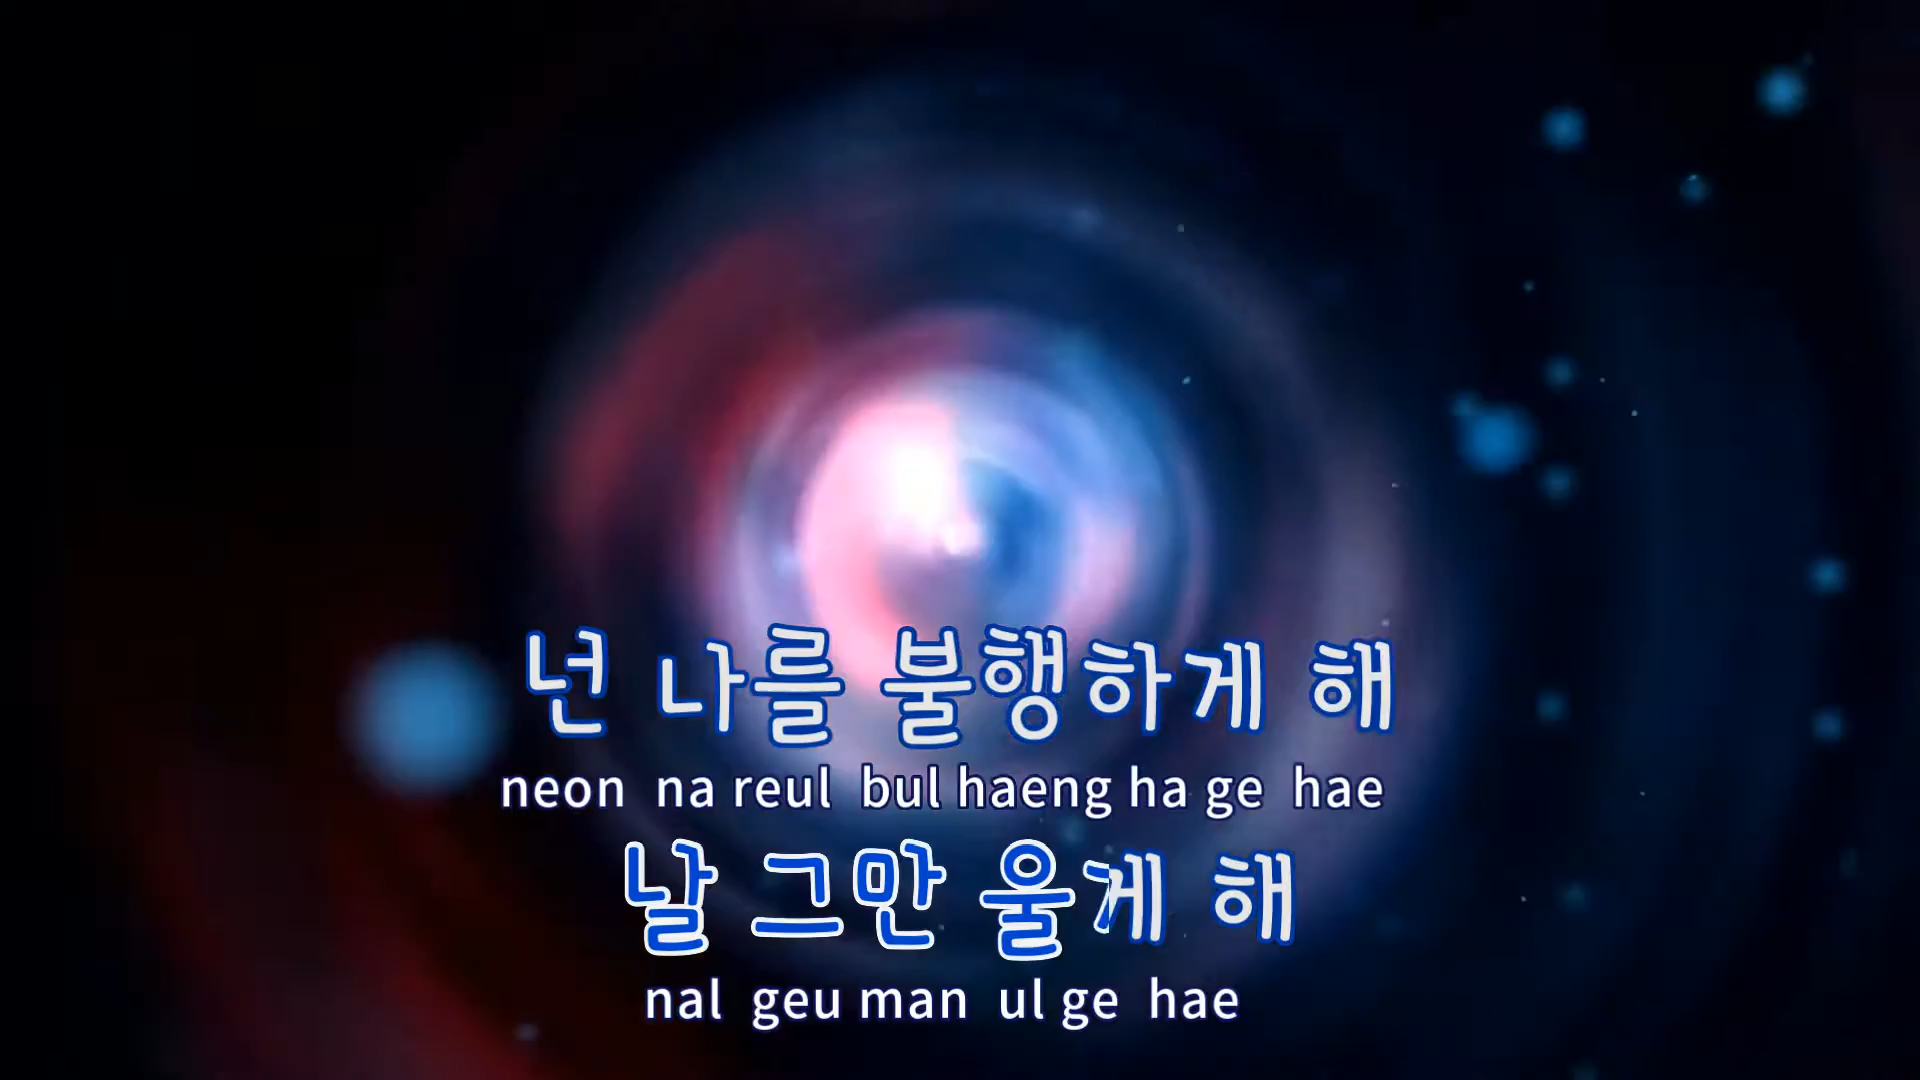 넌 나를 불행하게 해
neon na reul bul haeng ha ge hae
날 그만 울게 해
nal geu man ul ge hae